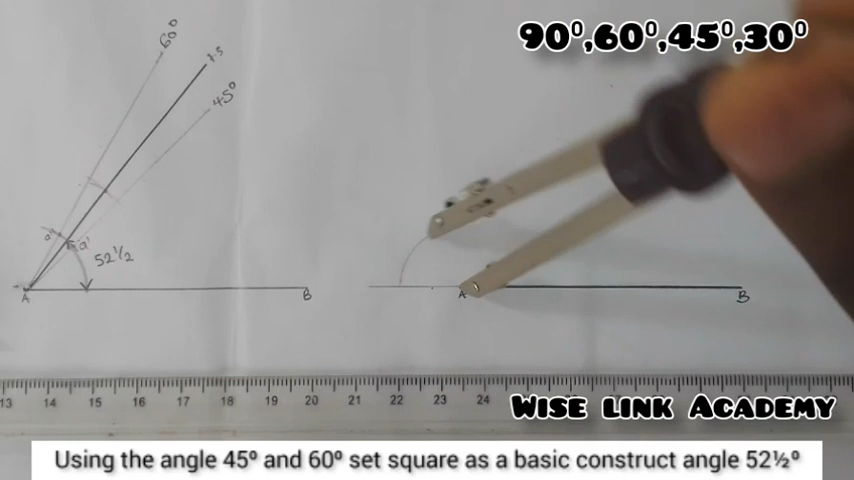 90⁰,60⁰,45⁰,30⁰
60⁰
45⁰
52½
A
B
A
B
13 14 15 16 17 18 19 20 21 22 23 24
Wise link Academy
Using the angle 45º and 60º set square as a basic construct angle 52½º